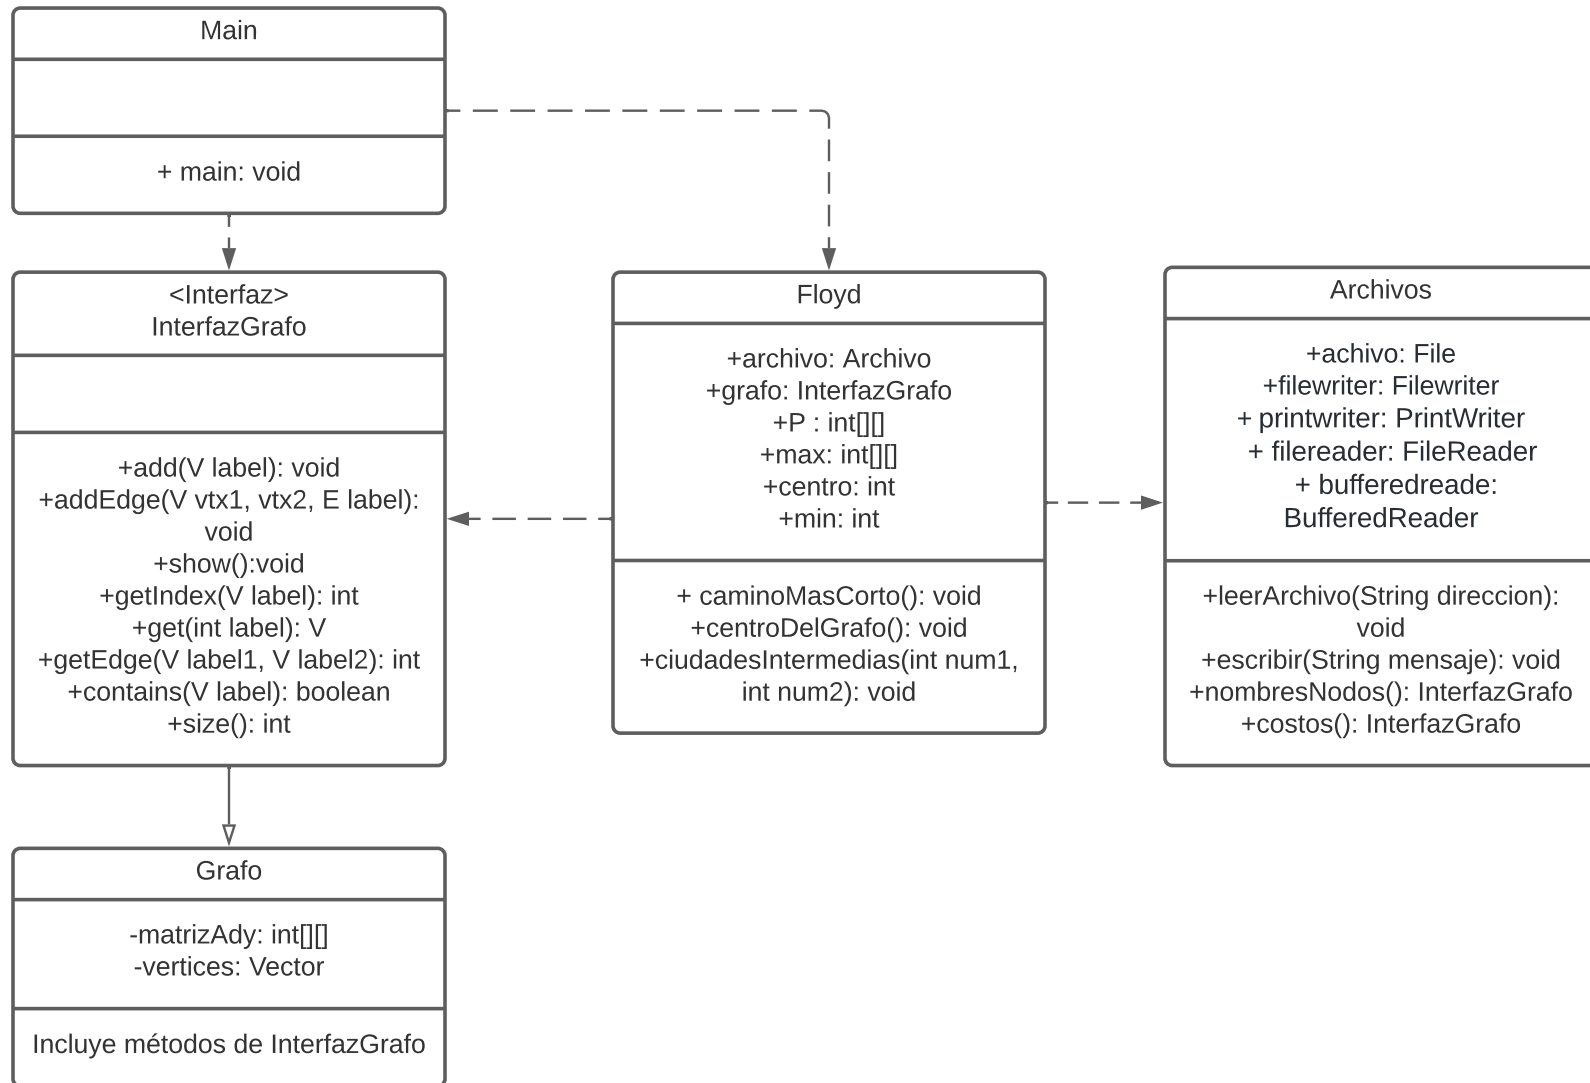 Main
+ main: void
<Interfaz>
InterfazGrafo
+add(V label): void
+addEdge(V vtx1, vtx2, E label):
void
+show():void
+getIndex(V label): int
+get(int label): V
+getEdge(V label1, V label2): int
+contains(V label): boolean
+size(): int
Floyd
+archivo: Archivo
+grafo: InterfazGrafo
+P : int[][]
+max: int[][]
+centro: int
+min: int
+ caminoMasCorto(): void
+centroDelGrafo(): void
+ciudadesIntermedias(int num1,
int num2): void
Archivos
+achivo: File
+filewriter: Filewriter
+ printwriter: PrintWriter
+ filereader: FileReader
+ bufferedreade:
BufferedReader
+leerArchivo(String direccion):
void
+escribir(String mensaje): void
+nombresNodos(): InterfazGrafo
+costos(): InterfazGrafo
Grafo
-matrizAdy: int[][]
-vertices: Vector
Incluye métodos de InterfazGrafo